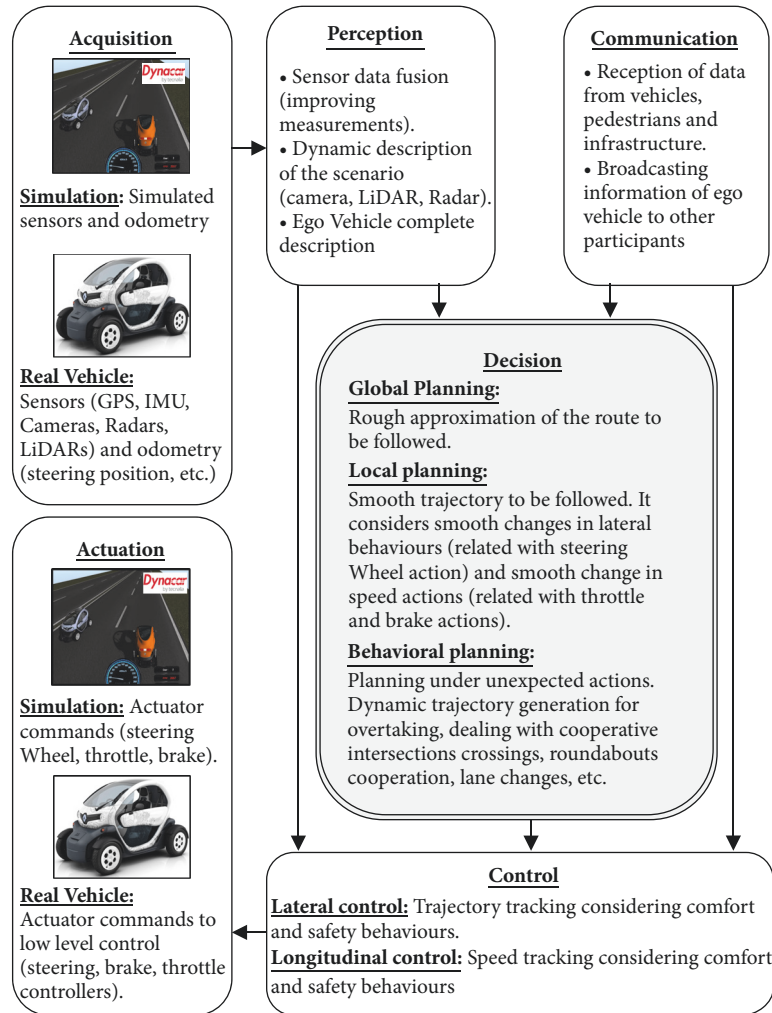 Acquisition
Dynacar
by tecnalia
Simulation: Simulated
sensors and odometry
Real Vehicle:
Sensors (GPS, IMU,
Cameras, Radars,
LiDARs) and odometry
(steering position, etc.)
Perception
• Sensor data fusion
(improving
measurements).
• Dynamic description
of the scenario
(camera, LiDAR, Radar).
• Ego Vehicle complete
description
Communication
• Reception of data
from vehicles,
pedestrians and
infrastructure.
• Broadcasting
information of ego
vehicle to other
participants
Decision
Global Planning:
Rough approximation of the route to
be followed.
Local planning:
Smooth trajectory to be followed. It
considers smooth changes in lateral
behaviours (related with steering
Wheel action) and smooth change in
speed actions (related with throttle
and brake actions).
Behavioral planning:
Planning under unexpected actions.
Dynamic trajectory generation for
overtaking, dealing with cooperative
intersections crossings, roundabouts
cooperation, lane changes, etc.
Control
Lateral control: Trajectory tracking considering comfort
and safety behaviours.
Longitudinal control: Speed tracking considering comfort
and safety behaviours
Actuation
Dynacar
by tecnalia
Simulation: Actuator
commands (steering
Wheel, throttle, brake).
Real Vehicle:
Actuator commands to
low level control
(steering, brake, throttle
controllers).